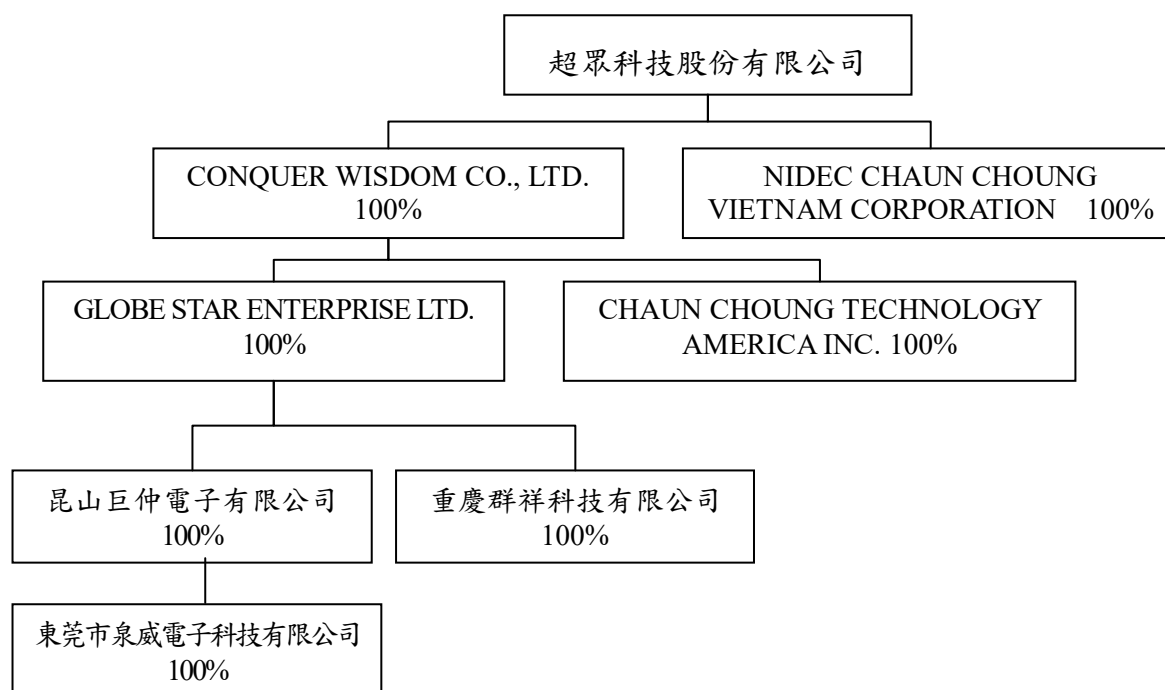 超眾科技股份有限公司
CONQUER WISDOM CO., LTD.
100%
NIDEC CHAUN CHOUNG
VIETNAM CORPORATION 100%
GLOBE STAR ENTERPRISE LTD.
100%
CHAUN CHOUNG TECHNOLOGY
AMERICA INC. 100%
昆山巨仲電子有限公司
100%
重慶群祥科技有限公司
100%
東莞市泉威電子科技有限公司
100%